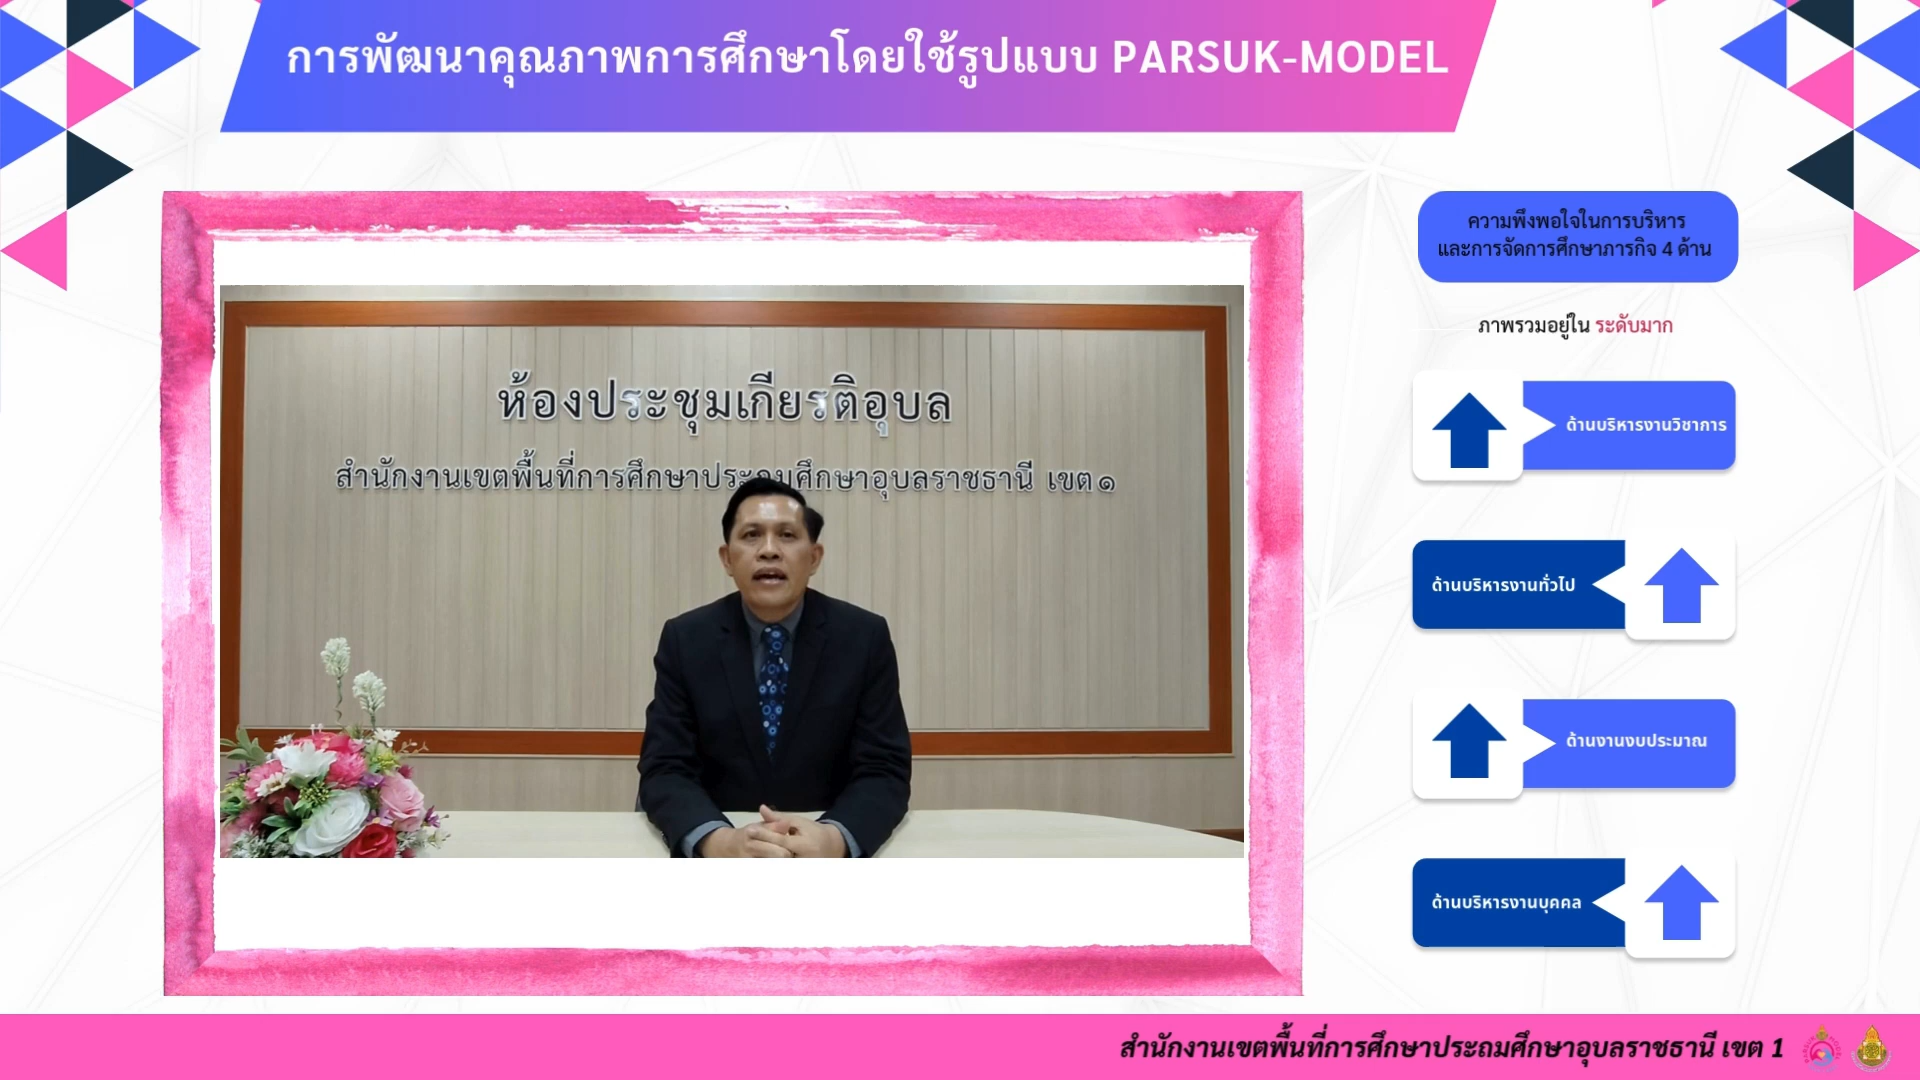 การพัฒนาคุณภาพการศึกษาโดยใช้รูปแบบ PARSUK-MODEL
ห้องประชุมเกียรติอุบล
สำนักงานเขตพื้นที่การศึกษาประถมศึกษาอุบลราชธานี เขต๑
ความพึงพอใจในการบริหาร
และการจัดการศึกษาภารกิจ 4 ด้าน
ภาพรวมอยู่ใน ระดับมาก
ด้านบริหารงานวิชาการ
ด้านบริหารงานทั่วไป
ด้านงานงบประมาณ
ด้านบริหารงานบุคคล
สำนักงานเขตพื้นที่การศึกษาประถมศึกษาอุบลราชธานี เขต 1